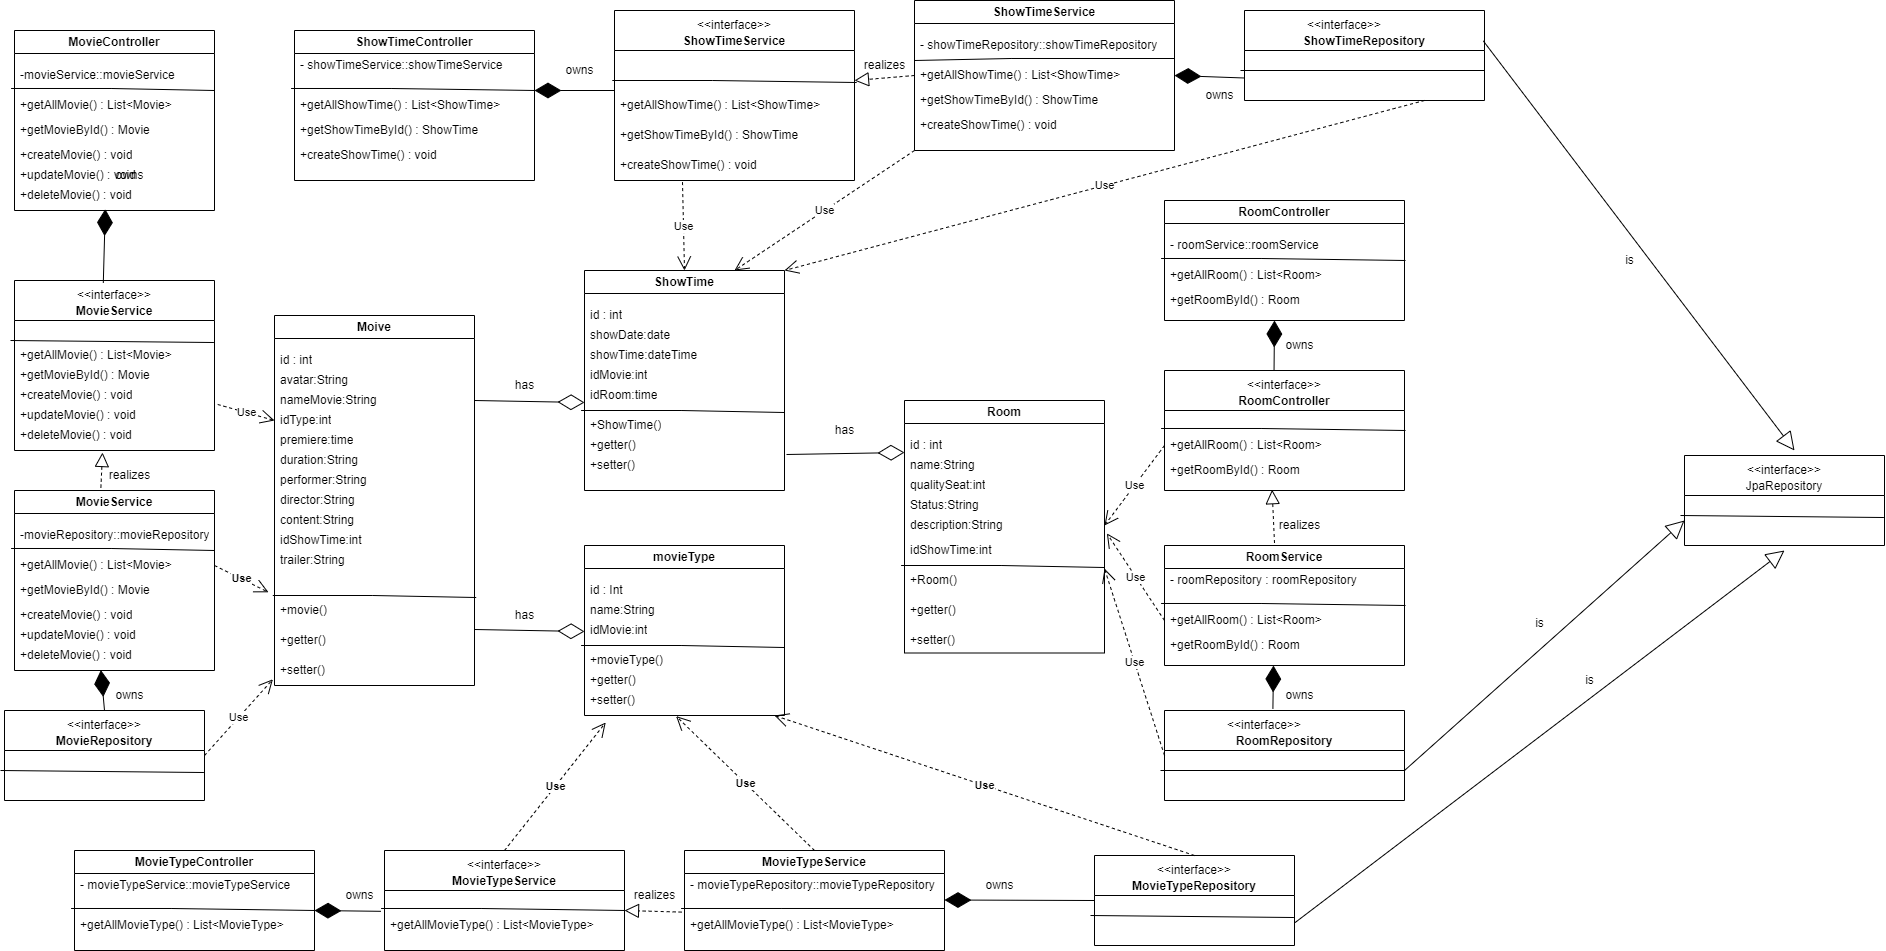 MovieController
-movieService::movieService
+getAllMovie() : List<Movie>
+getMovieById() : Movie
+createMovie() : void
+updateMovie() : void
owns
+deleteMovie() : void
ShowTimeController
- showTimeService::showTimeService
+getAllShowTime() : List<ShowTime>
+getShowTimeById() : ShowTime
+createShowTime() : void
owns
<<interface>>
ShowTimeService
+getAllShowTime() : List<ShowTime>
+getShowTimeById() : ShowTime
+createShowTime() : void
realizes
ShowTimeService
- showTimeRepository::showTimeRepository
+getAllShowTime() : List<ShowTime>
+getShowTimeById() : ShowTime
+createShowTime() : void
owns
<<interface>>
ShowTimeRepository
Use
Use
Use
is
RoomController
- roomService::roomService
+getAllRoom() : List<Room>
+getRoomById() : Room
owns
<<interface>>
MovieService
+getAllMovie() : List<Movie>
+getMovieById() : Movie
+createMovie() : void
+updateMovie() : void
+deleteMovie() : void
Use
realizes
Moive
id : int
avatar:String
nameMovie:String
idType:int
premiere:time
duration:String
performer:String
director:String
content:String
idShowTime:int
trailer:String
+movie()
+getter()
+setter()
has
ShowTime
id : int
showDate:date
showTime:dateTime
idMovie:int
idRoom:time
+ShowTime()
+getter()
+setter()
has
Room
id : int
name:String
qualitySeat:int
Status:String
description:String
idShowTime:int
+Room()
+getter()
+setter()
<<interface>>
RoomController
+getAllRoom() : List<Room>
+getRoomById() : Room
Use
realizes
<<interface>>
JpaRepository
MovieService
-movieRepository::movieRepository
+getAllMovie() : List<Movie>
+getMovieById() : Movie
+createMovie() : void
+updateMovie() : void
+deleteMovie() : void
Use
owns
has
movieType
id : Int
name:String
idMovie:int
+movieType()
+getter()
+setter()
RoomService
- roomRepository : roomRepository
+getAllRoom() : List<Room>
+getRoomById() : Room
Use
Use
owns
is
is
<<interface>>
MovieRepository
Use
<<interface>>
RoomRepository
Use
Use
Use
MovieTypeController
- movieTypeService::movieTypeService
+getAllMovieType() : List<MovieType>
owns
<<interface>>
MovieTypeService
+getAllMovieType() : List<MovieType>
realizes
MovieTypeService
- movieTypeRepository::movieTypeRepository
+getAllMovieType() : List<MovieType>
owns
<<interface>>
MovieTypeRepository